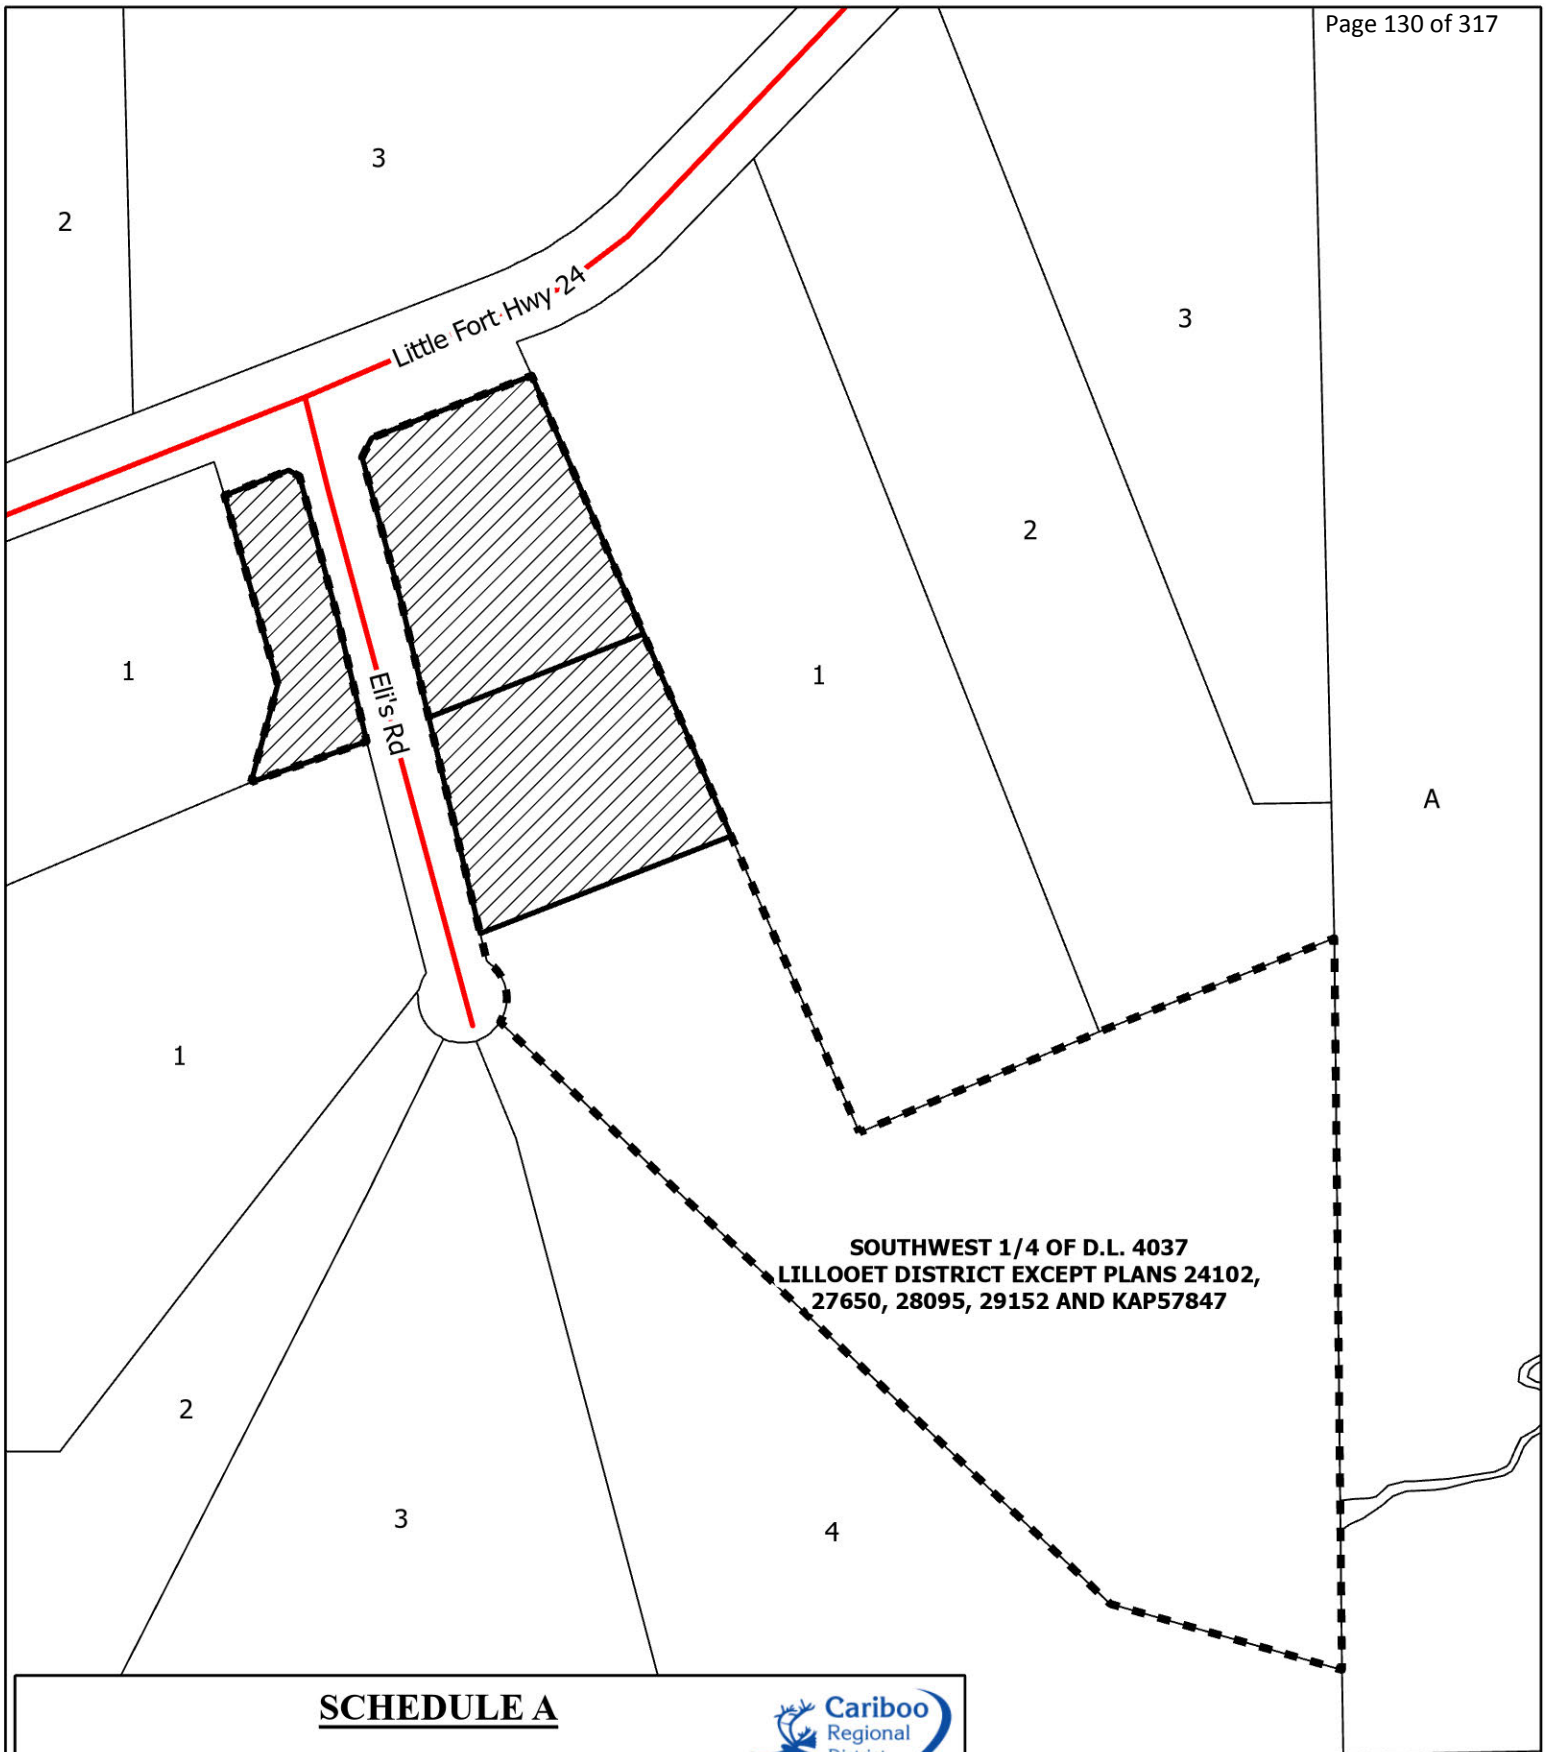 Page 130 of 317
3
2
3
Little Fort Hwy 24
2
1
1
Eli's Rd
A
1
SOUTHWEST 1/4 OF D.L. 4037
LILLOOET DISTRICT EXCEPT PLANS 24102,
27650, 28095, 29152 AND KAP57847
2
3
4
SCHEDULE A
Cariboo
Regional